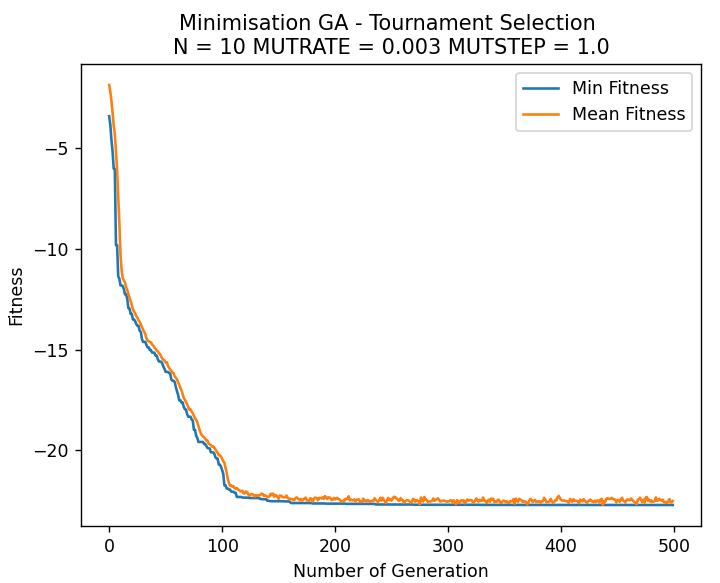 Minimisation GA - Tournament Selection
N = 10 MUTRATE = 0.003 MUTSTEP = 1.0
Min Fitness
Mean Fitness
Fitness
−5
−10
−15
−20
0 100 200 300 400 500
Number of Generation